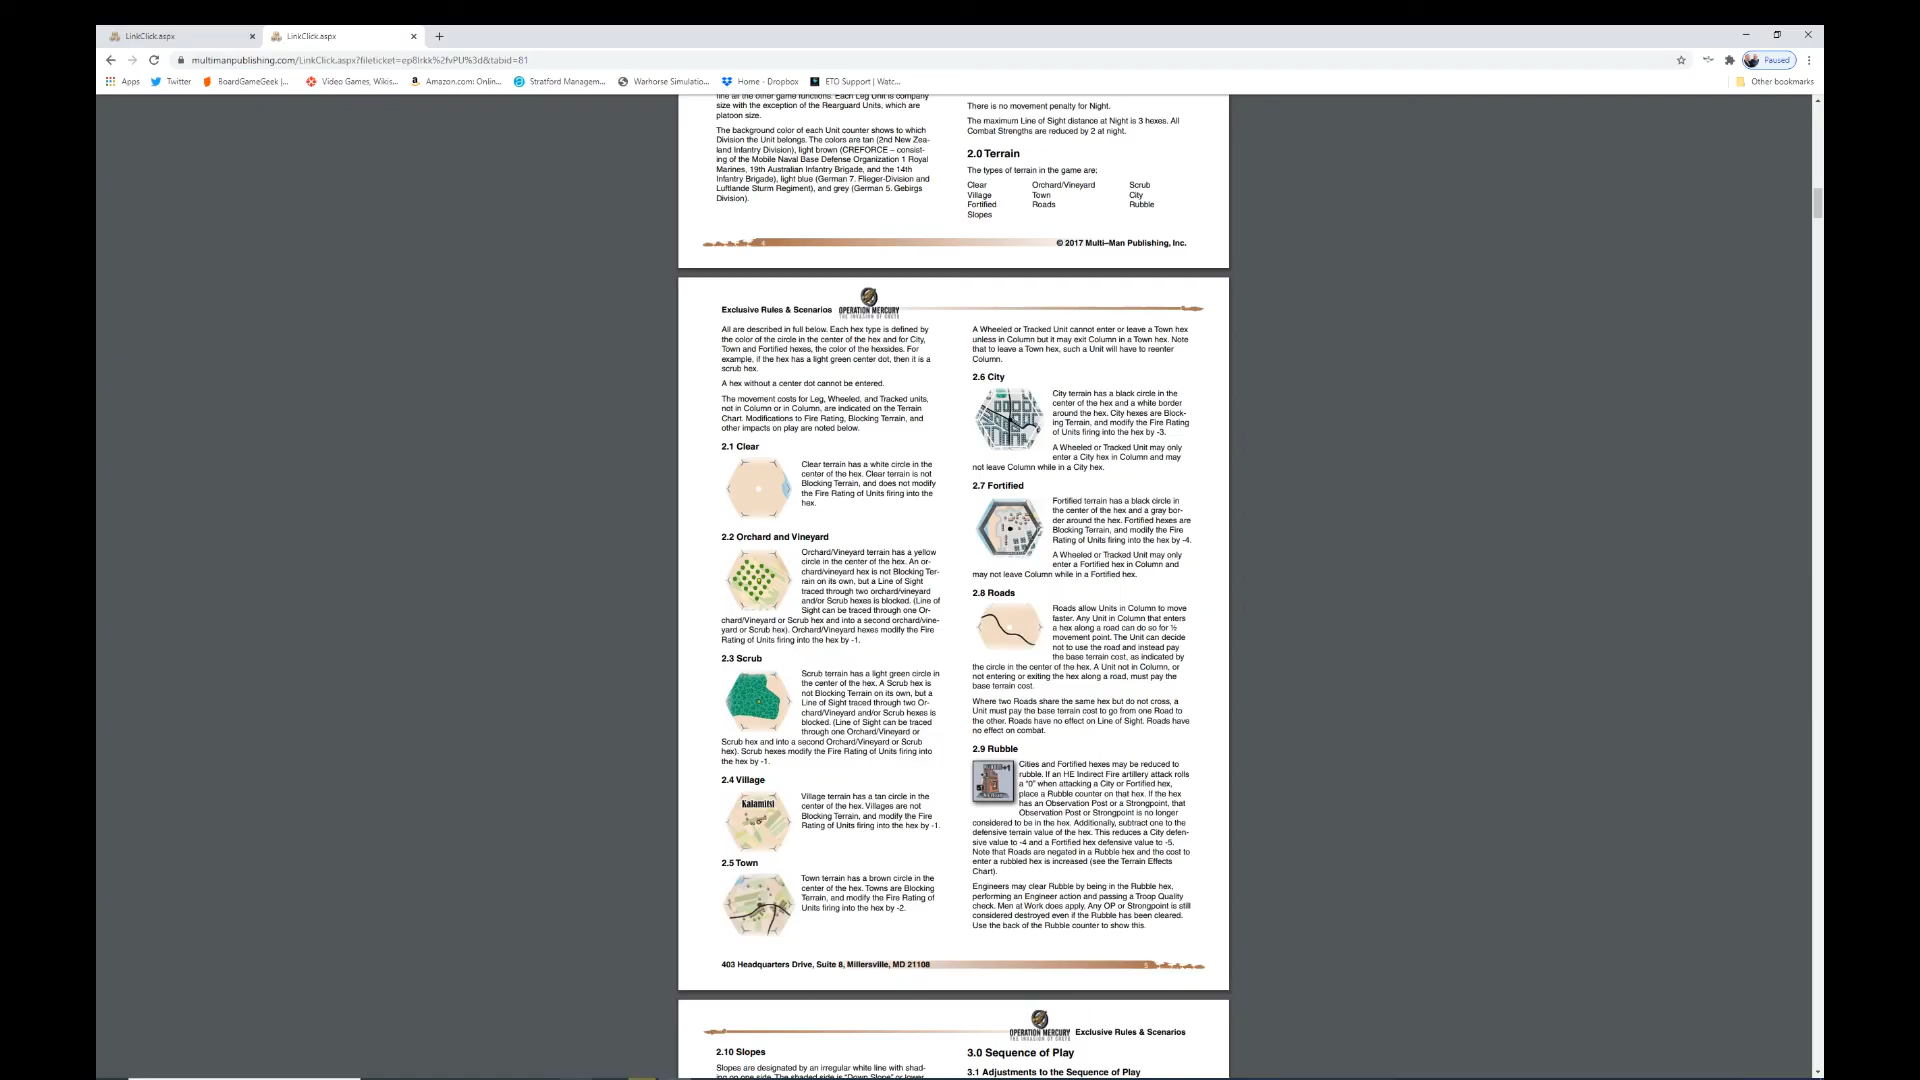 LinkClick.aspx
LinkClick.aspx
multimanpublishing.com/LinkClick.aspx?fileticket=ep8Irkk%2fvPU%3d&tabid=81
Paused
Apps
Twitter
BoardGameGeek |...
Video Games, Wikis...
Amazon.com: Onlin...
Stratford Managem...
Warhorse Simulatio...
Home - Dropbox
ETO Support | Watc...
Other bookmarks
line all the other game functions. Each Leg Unit is company
size with the exception of the Rearguard Units, which are
platoon size.
The background color of each Unit counter shows to which
Division the Unit belongs. The colors are tan (2nd New Zea-
land Infantry Division), light brown (CREFORCE – consist-
ing of the Mobile Naval Base Defense Organization 1 Royal
Marines, 19th Australian Infantry Brigade, and the 14th
Infantry Brigade), light blue (German 7. Flieger-Division and
Luftlande Sturm Regiment), and grey (German 5. Gebirgs
Division).
There is no movement penalty for Night.
The maximum Line of Sight distance at Night is 3 hexes. All
Combat Strengths are reduced by 2 at night.
2.0 Terrain
The types of terrain in the game are;
Clear Orchard/Vineyard Scrub
Village Town City
Fortified Roads Rubble
Slopes
4
© 2017 Multi–Man Publishing, Inc.
Exclusive Rules & Scenarios
OPERATION MERCURY
THE INVASION OF CRETE
All are described in full below. Each hex type is defined by
the color of the circle in the center of the hex and for City,
Town and Fortified hexes, the color of the hexsides. For
example, if the hex has a light green center dot, then it is a
scrub hex.
A hex without a center dot cannot be entered.
The movement costs for Leg, Wheeled, and Tracked units,
not in Column or in Column, are indicated on the Terrain
Chart. Modifications to Fire Rating, Blocking Terrain, and
other impacts on play are noted below.
2.1 Clear
Clear terrain has a white circle in the
center of the hex. Clear terrain is not
Blocking Terrain, and does not modify
the Fire Rating of Units firing into the
hex.
2.2 Orchard and Vineyard
Orchard/Vineyard terrain has a yellow
circle in the center of the hex. An or-
chard/vineyard hex is not Blocking Ter-
rain on its own, but a Line of Sight
traced through two orchard/vineyard
and/or Scrub hexes is blocked. (Line of
Sight can be traced through one Or-
chard/Vineyard or Scrub hex and into a second orchard/vine-
yard or Scrub hex). Orchard/Vineyard hexes modify the Fire
Rating of Units firing into the hex by -1.
2.3 Scrub
Scrub terrain has a light green circle in
the center of the hex. A Scrub hex is
not Blocking Terrain on its own, but a
Line of Sight traced through two Or-
chard/Vineyard and/or Scrub hexes is
blocked. (Line of Sight can be traced
through one Orchard/Vineyard or
Scrub hex and into a second Orchard/Vineyard or Scrub
hex). Scrub hexes modify the Fire Rating of Units firing into
the hex by -1.
2.4 Village
Kalamitsi
Village terrain has a tan circle in the
center of the hex. Villages are not
Blocking Terrain, and modify the Fire
Rating of Units firing into the hex by -1.
2.5 Town
Town terrain has a brown circle in the
center of the hex. Towns are Blocking
Terrain, and modify the Fire Rating of
Units firing into the hex by -2.
A Wheeled or Tracked Unit cannot enter or leave a Town hex
unless in Column but it may exit Column in a Town hex. Note
that to leave a Town hex, such a Unit will have to reenter
Column.
2.6 City
City terrain has a black circle in the
center of the hex and a white border
around the hex. City hexes are Block-
ing Terrain, and modify the Fire Rating
of Units firing into the hex by -3.
A Wheeled or Tracked Unit may only
enter a City hex in Column and may
not leave Column while in a City hex.
2.7 Fortified
Fortified terrain has a black circle in
the center of the hex and a gray bor-
der around the hex. Fortified hexes are
Blocking Terrain, and modify the Fire
Rating of Units firing into the hex by -4.
A Wheeled or Tracked Unit may only
enter a Fortified hex in Column and
may not leave Column while in a Fortified hex.
2.8 Roads
Roads allow Units in Column to move
faster. Any Unit in Column that enters
a hex along a road can do so for ½
movement point. The Unit can decide
not to use the road and instead pay
the base terrain cost, as indicated by
the circle in the center of the hex. A Unit not in Column, or
not entering or exiting the hex along a road, must pay the
base terrain cost.
Where two Roads share the same hex but do not cross, a
Unit must pay the base terrain cost to go from one Road to
the other. Roads have no effect on Line of Sight. Roads have
no effect on combat.
2.9 Rubble
Cities and Fortified hexes may be reduced to
rubble. If an HE Indirect Fire artillery attack rolls
a "0" when attacking a City or Fortified hex,
place a Rubble counter on that hex. If the hex
has an Observation Post or a Strongpoint, that
Observation Post or Strongpoint is no longer
considered to be in the hex. Additionally, subtract one to the
defensive terrain value of the hex. This reduces a City defen-
sive value to -4 and a Fortified hex defensive value to -5.
Note that Roads are negated in a Rubble hex and the cost to
enter a rubbled hex is increased (see the Terrain Effects
Chart).
Engineers may clear Rubble by being in the Rubble hex,
performing an Engineer action and passing a Troop Quality
check. Men at Work does apply. Any OP or Strongpoint is still
considered destroyed even if the Rubble has been cleared.
Use the back of the Rubble counter to show this.
403 Headquarters Drive, Suite 8, Millersville, MD 21108
5
OPERATION MERCURY
THE INVASION OF CRETE
Exclusive Rules & Scenarios
2.10 Slopes
Slopes are designated by an irregular white line with shad-
ing on one side. The shaded side is "Down Slope" or lower
3.0 Sequence of Play
3.1 Adjustments to the Sequence of Play